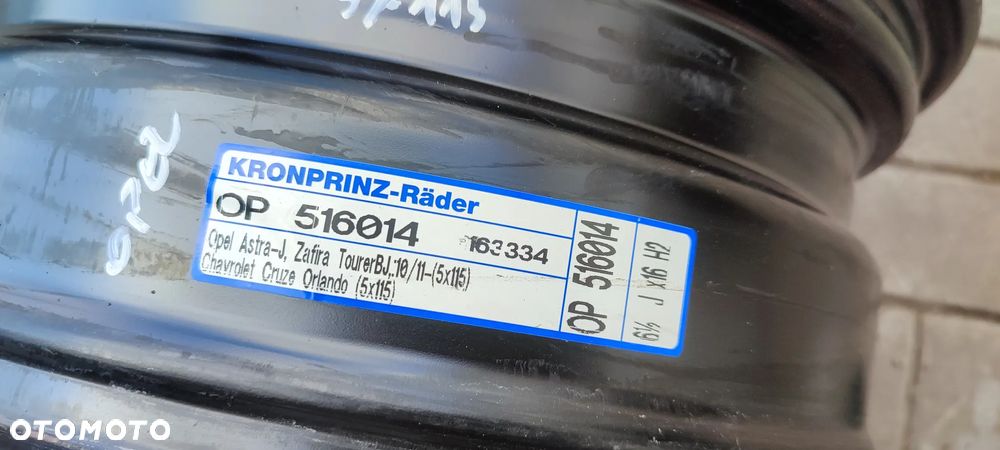 KRONPRINZ-Räder
OP 516014 163334
Opel Astra-J, Zafira TourerBJ.:10/11-(5x115)
Chavrolet Cruze Orlando (5x115)
OP 516014
6½ J x16 H2
OTOMOTO